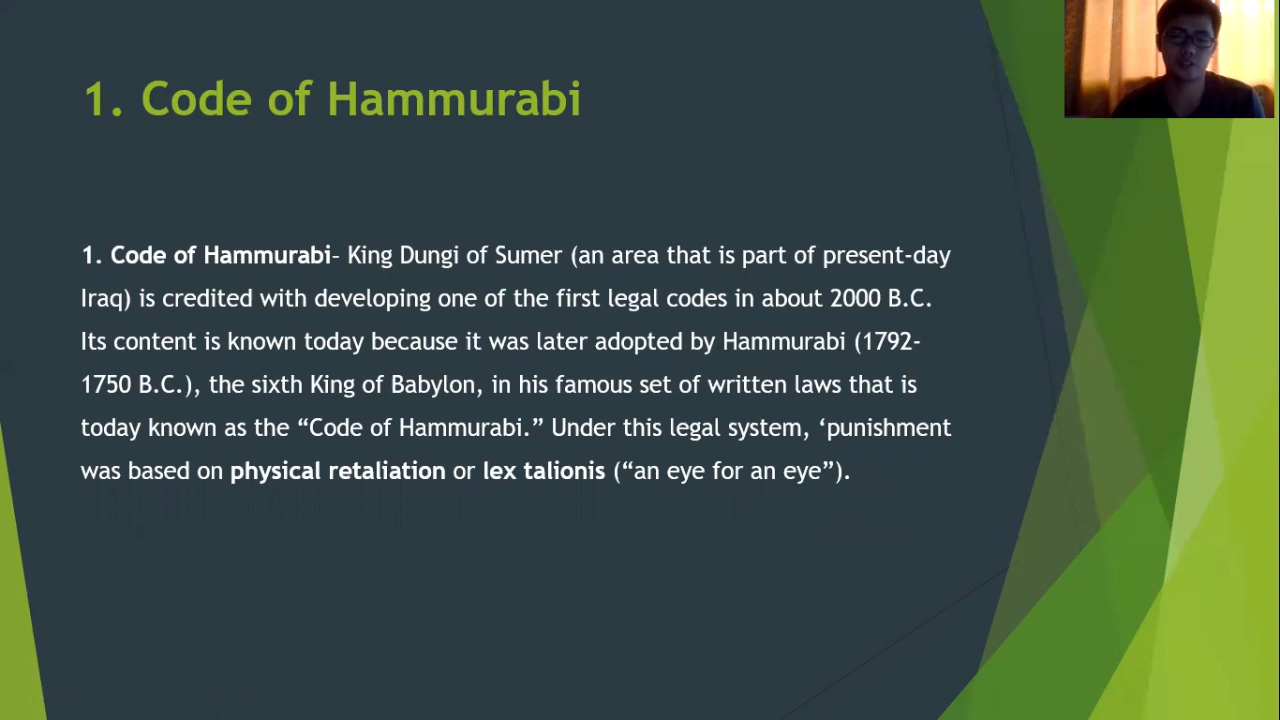 1. Code of Hammurabi
1. Code of Hammurabi– King Dungi of Sumer (an area that is part of present-day
Iraq) is credited with developing one of the first legal codes in about 2000 B.C.
Its content is known today because it was later adopted by Hammurabi (1792-
1750 B.C.), the sixth King of Babylon, in his famous set of written laws that is
today known as the “Code of Hammurabi.” Under this legal system, ‘punishment
was based on physical retaliation or lex talionis (“an eye for an eye”).